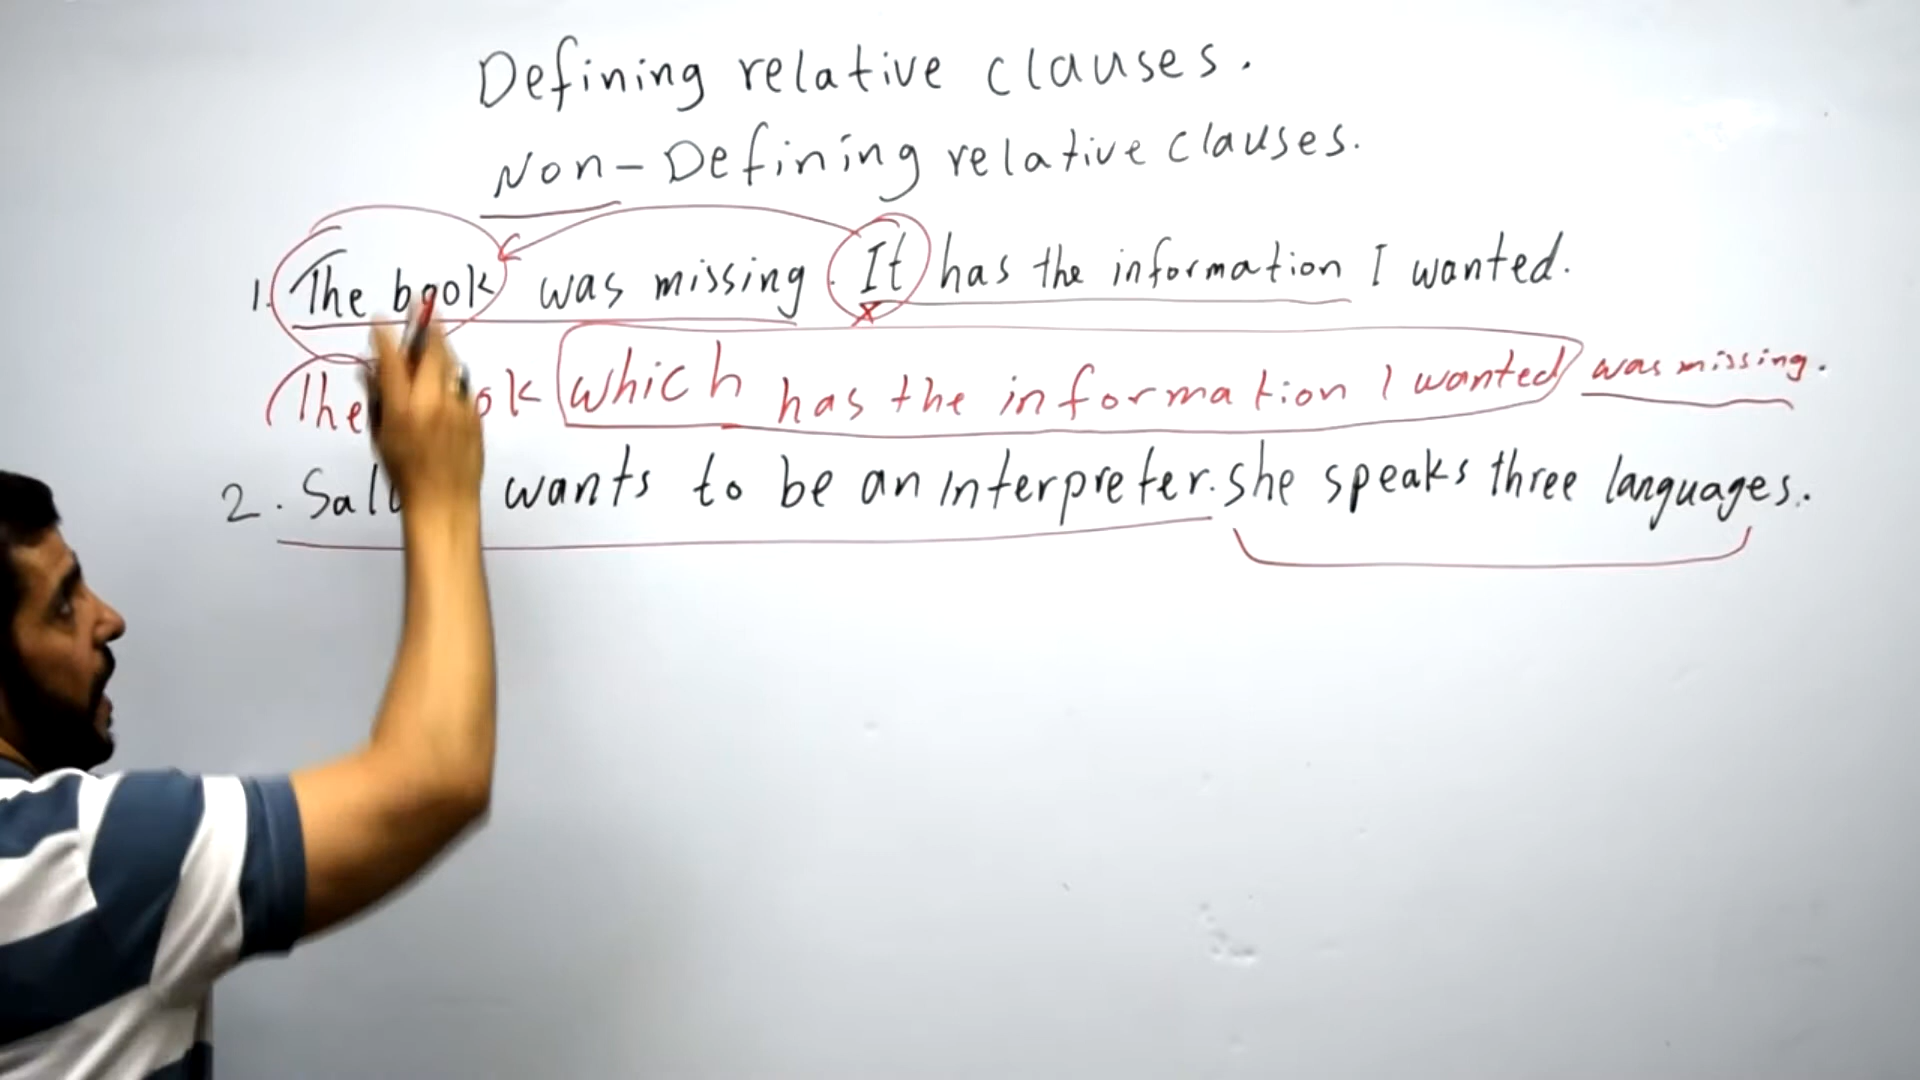 Defining relative clauses.
Non-Defining relative clauses.
1. The book was missing. It has the information I wanted.
The which has the information I wanted was missing.
2. wants to be an interpreter. she speaks three languages.